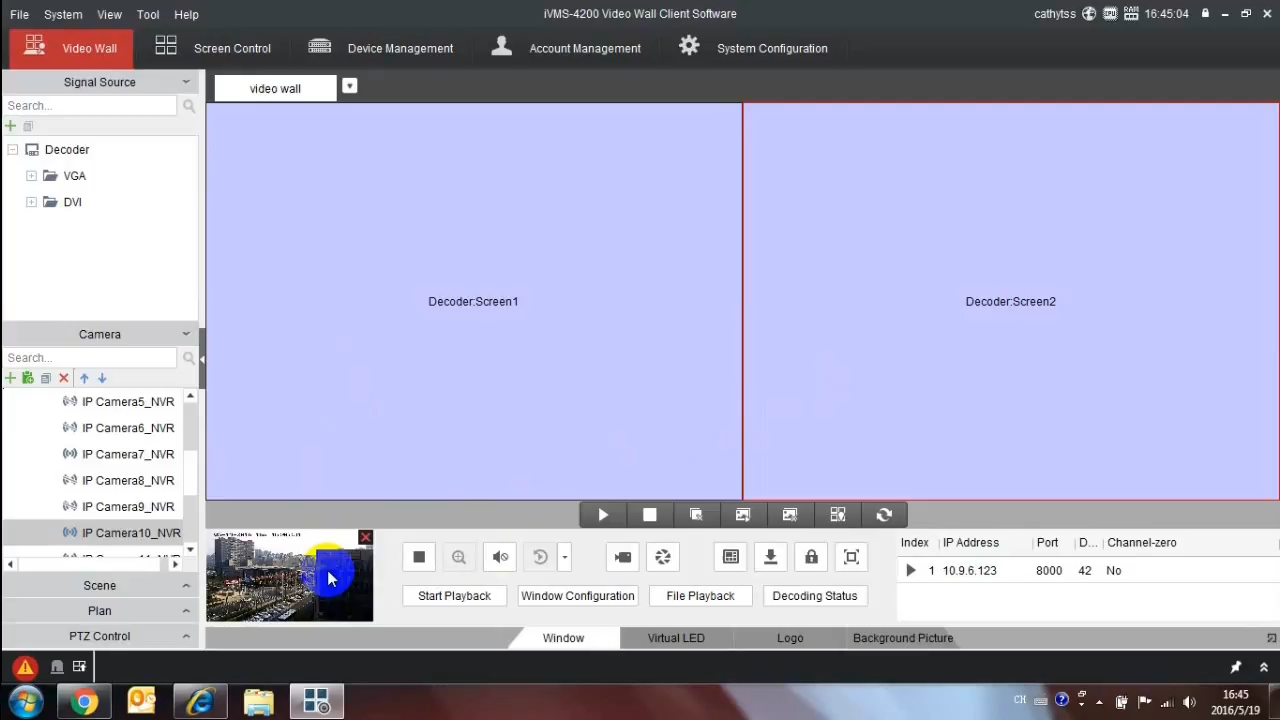 File System View Tool Help
iVMS-4200 Video Wall Client Software
cathytss 16:45:04
Video Wall
Screen Control
Device Management
Account Management
System Configuration
Signal Source
video wall
Search...
Decoder
VGA
DVI
Decoder:Screen1
Decoder:Screen2
Camera
Search...
IP Camera5_NVR
IP Camera6_NVR
IP Camera7_NVR
IP Camera8_NVR
IP Camera9_NVR
IP Camera10_NVR
Index IP Address Port D... Channel-zero
1 10.9.6.123 8000 42 No
Scene
Plan
PTZ Control
Start Playback
Window Configuration
File Playback
Decoding Status
Window
Virtual LED
Logo
Background Picture
CH
16:45
2016/5/19